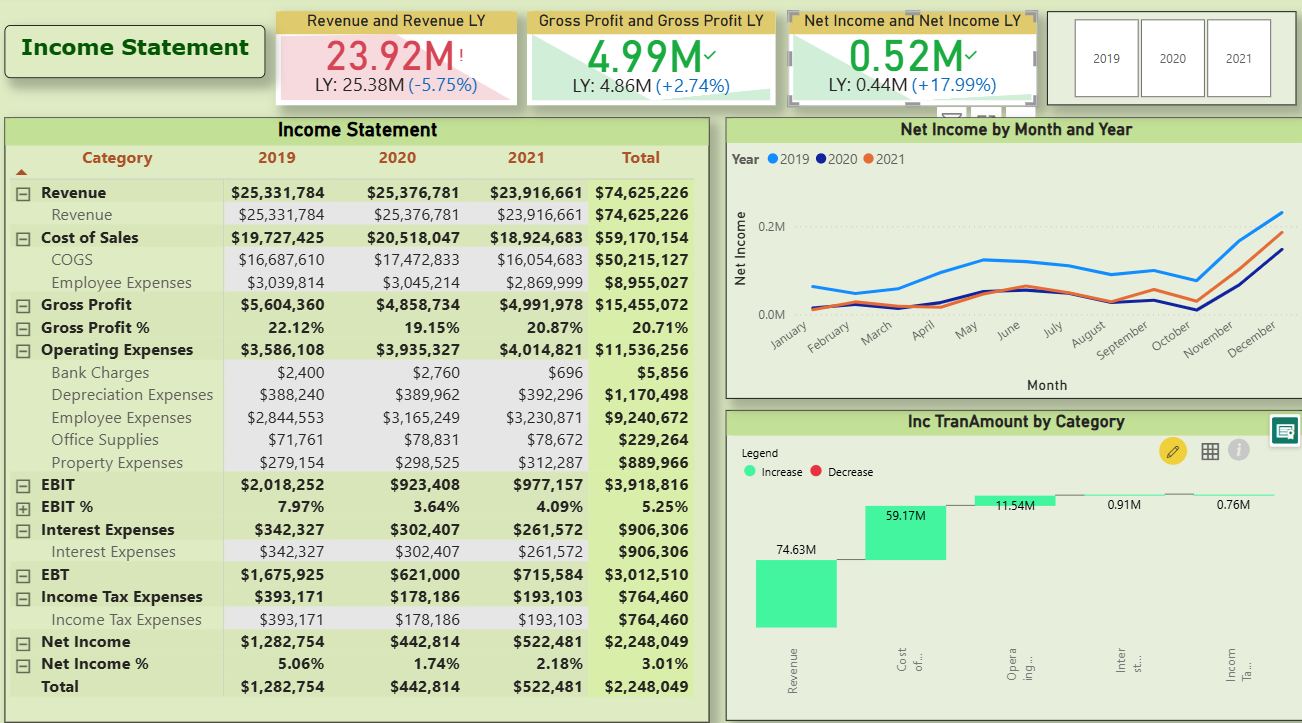 Income Statement
Revenue and Revenue LY
23.92M!
LY: 25.38M (-5.75%)
Gross Profit and Gross Profit LY
4.99M✓
LY: 4.86M (+2.74%)
Net Income and Net Income LY
0.52M✓
LY: 0.44M (+17.99%)
2019 2020 2021
Income Statement
Category 2019 2020 2021 Total
Revenue $25,331,784 $25,376,781 $23,916,661 $74,625,226
Revenue $25,331,784 $25,376,781 $23,916,661 $74,625,226
Cost of Sales $19,727,425 $20,518,047 $18,924,683 $59,170,154
COGS $16,687,610 $17,472,833 $16,054,683 $50,215,127
Employee Expenses $3,039,814 $3,045,214 $2,869,999 $8,955,027
Gross Profit $5,604,360 $4,858,734 $4,991,978 $15,455,072
Gross Profit % 22.12% 19.15% 20.87% 20.71%
Operating Expenses $3,586,108 $3,935,327 $4,014,821 $11,536,256
Bank Charges $2,400 $2,760 $696 $5,856
Depreciation Expenses $388,240 $389,962 $392,296 $1,170,498
Employee Expenses $2,844,553 $3,165,249 $3,230,871 $9,240,672
Office Supplies $71,761 $78,831 $78,672 $229,264
Property Expenses $279,154 $298,525 $312,287 $889,966
EBIT $2,018,252 $923,408 $977,157 $3,918,816
EBIT % 7.97% 3.64% 4.09% 5.25%
Interest Expenses $342,327 $302,407 $261,572 $906,306
Interest Expenses $342,327 $302,407 $261,572 $906,306
EBT $1,675,925 $621,000 $715,584 $3,012,510
Income Tax Expenses $393,171 $178,186 $193,103 $764,460
Income Tax Expenses $393,171 $178,186 $193,103 $764,460
Net Income $1,282,754 $442,814 $522,481 $2,248,049
Net Income % 5.06% 1.74% 2.18% 3.01%
Total $1,282,754 $442,814 $522,481 $2,248,049
Net Income by Month and Year
Year 2019 2020 2021
Net Income
0.2M
0.0M
January February March April May June July August September October November December
Month
Inc TranAmount by Category
Legend
Increase Decrease
74.63M 59.17M 11.54M 0.91M 0.76M
Revenue
Cost
of...
Opera
ing...
Inter
st...
Incom
Ta...